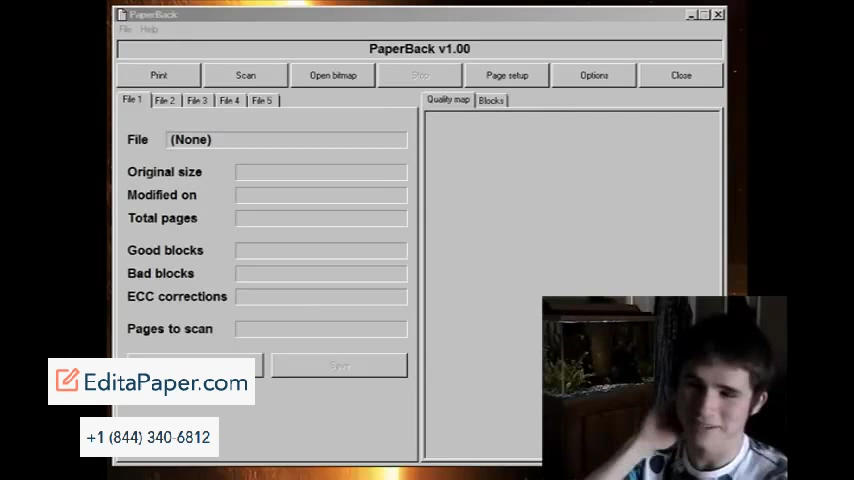 PaperBack
File Help
PaperBack v1.00
Print Scan Open bitmap Stop Page setup Options Close
File 1 File 2 File 3 File 4 File 5 Quality map Blocks
File (None)
Original size
Modified on
Total pages
Good blocks
Bad blocks
ECC corrections
Pages to scan
Save
EditaPaper.com
+1 (844) 340-6812